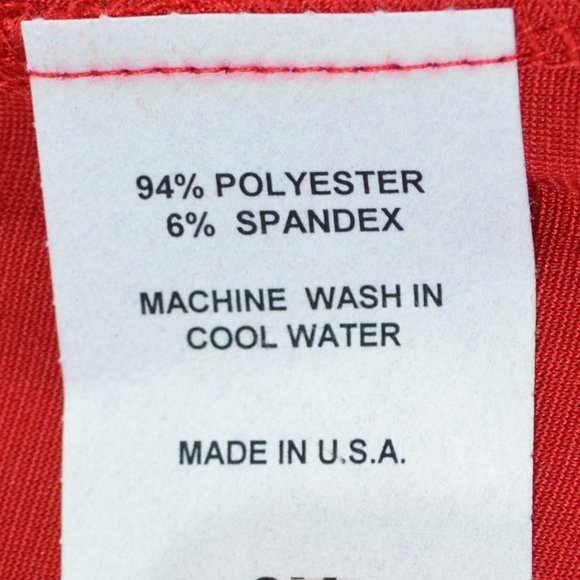 94% POLYESTER
6% SPANDEX
MACHINE WASH IN
COOL WATER
MADE IN U.S.A.